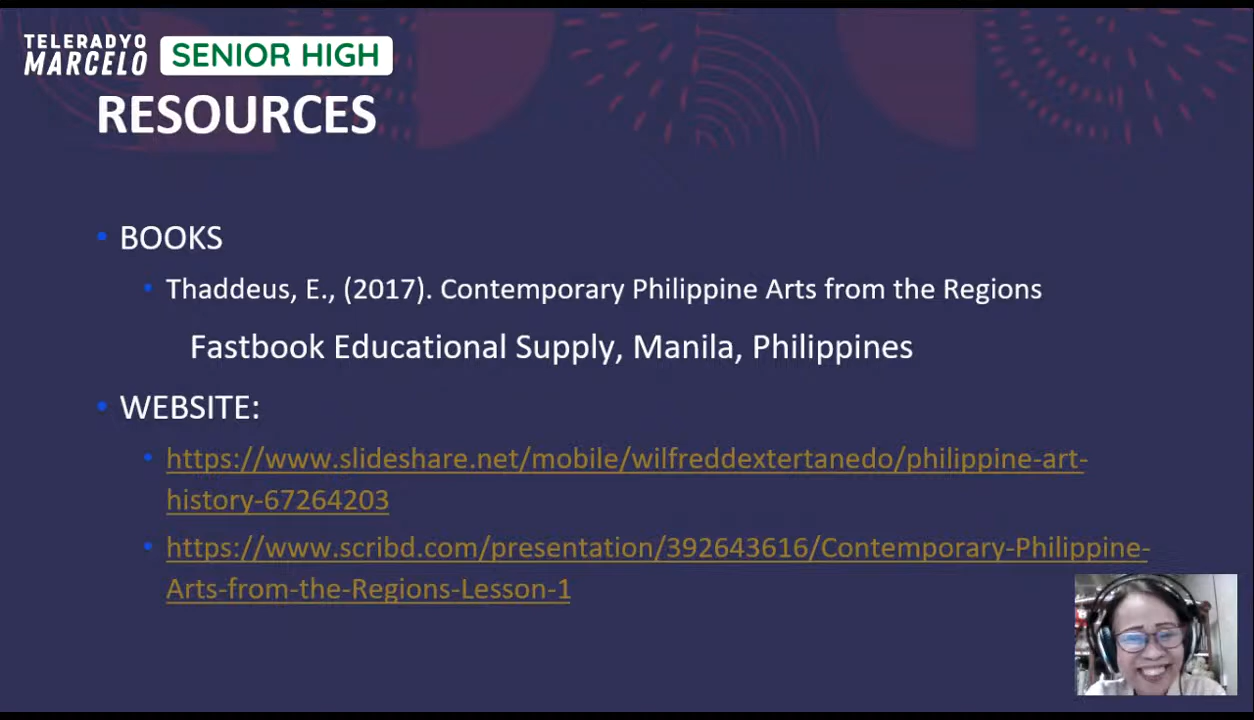 TELERADYO
MARCELO
SENIOR HIGH
RESOURCES
• BOOKS
• Thaddeus, E., (2017). Contemporary Philippine Arts from the Regions
Fastbook Educational Supply, Manila, Philippines
• WEBSITE:
• https://www.slideshare.net/mobile/wilfreddextertanedo/philippine-art-
history-67264203
• https://www.scribd.com/presentation/392643616/Contemporary-Philippine-
Arts-from-the-Regions-Lesson-1